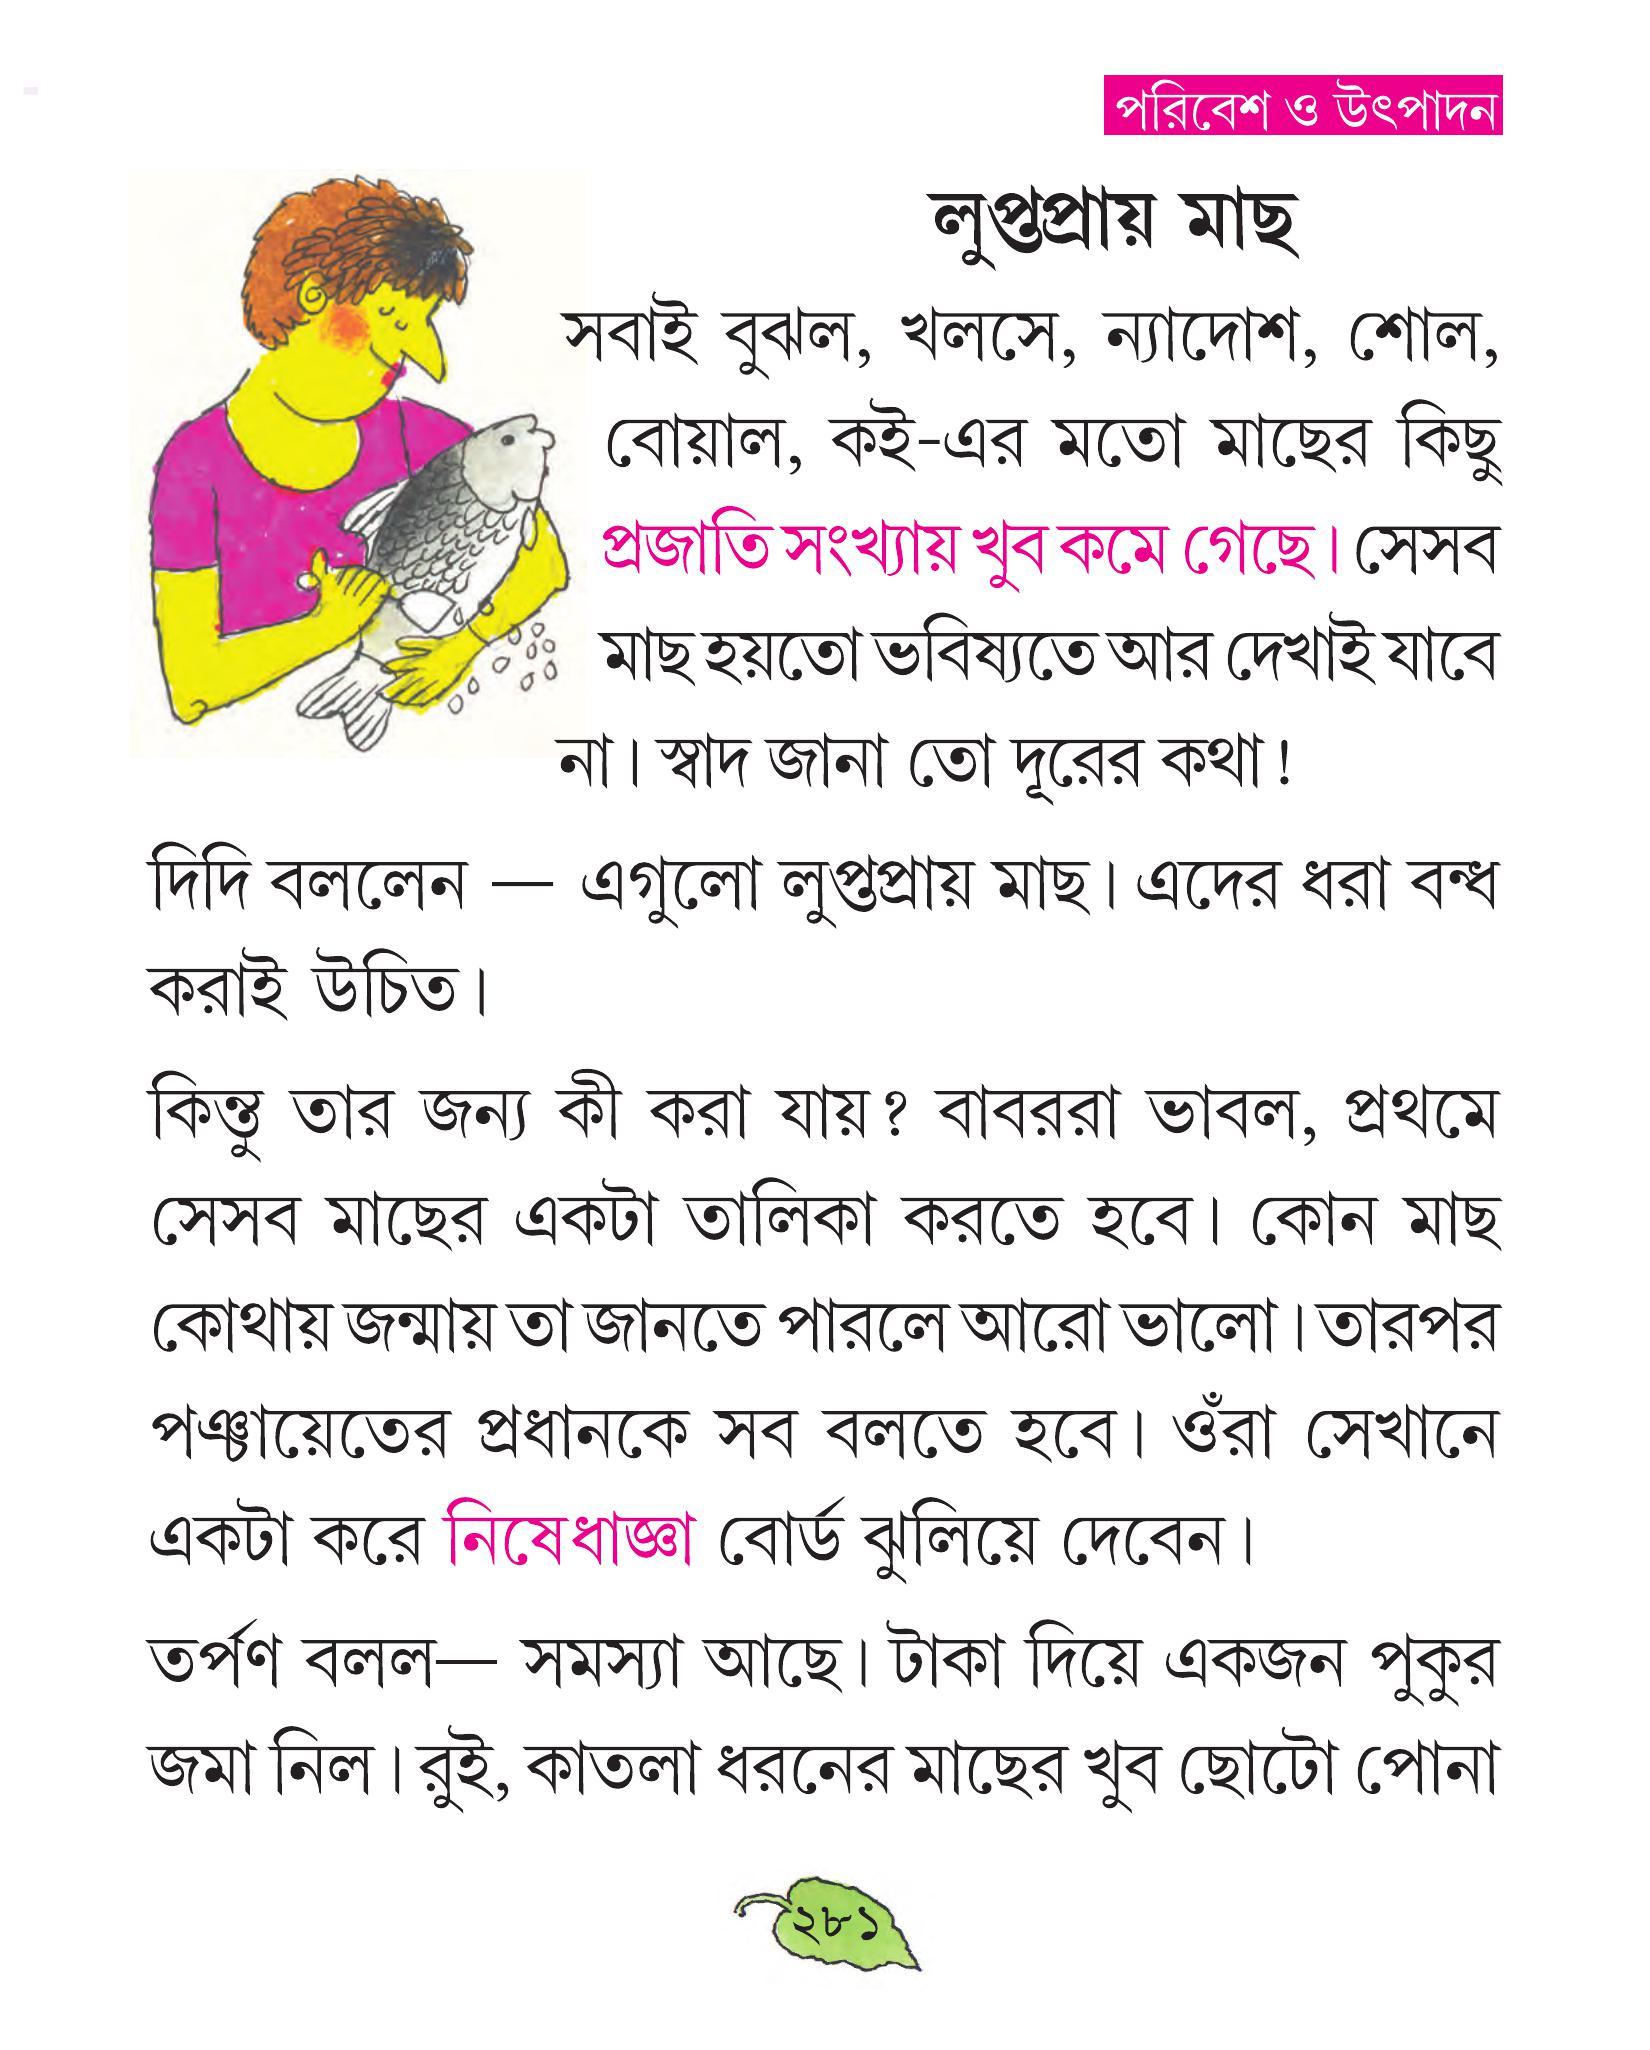 পরিবেশ ও উৎপাদন
লুপ্তপ্রায় মাছ
সবাই বুঝল, খলসে, ন্যাদোশ, শোল,
বোয়াল, কই-এর মতো মাছের কিছু
প্রজাতি সংখ্যায় খুব কমে গেছে। সেসব
মাছ হয়তো ভবিষ্যতে আর দেখাই যাবে
না। স্বাদ জানা তো দূরের কথা!
দিদি বললেন — এগুলো লুপ্তপ্রায় মাছ। এদের ধরা বন্ধ
করাই উচিত।
কিন্তু তার জন্য কী করা যায়? বাবররা ভাবল, প্রথমে
সেসব মাছের একটা তালিকা করতে হবে। কোন মাছ
কোথায় জন্মায় তা জানতে পারলে আরো ভালো। তারপর
পঞ্চায়েতের প্রধানকে সব বলতে হবে। ওঁরা সেখানে
একটা করে নিষেধাজ্ঞা বোর্ড ঝুলিয়ে দেবেন।
তর্পণ বলল— সমস্যা আছে। টাকা দিয়ে একজন পুকুর
জমা নিল। রুই, কাতলা ধরনের মাছের খুব ছোটো পোনা
২৮১